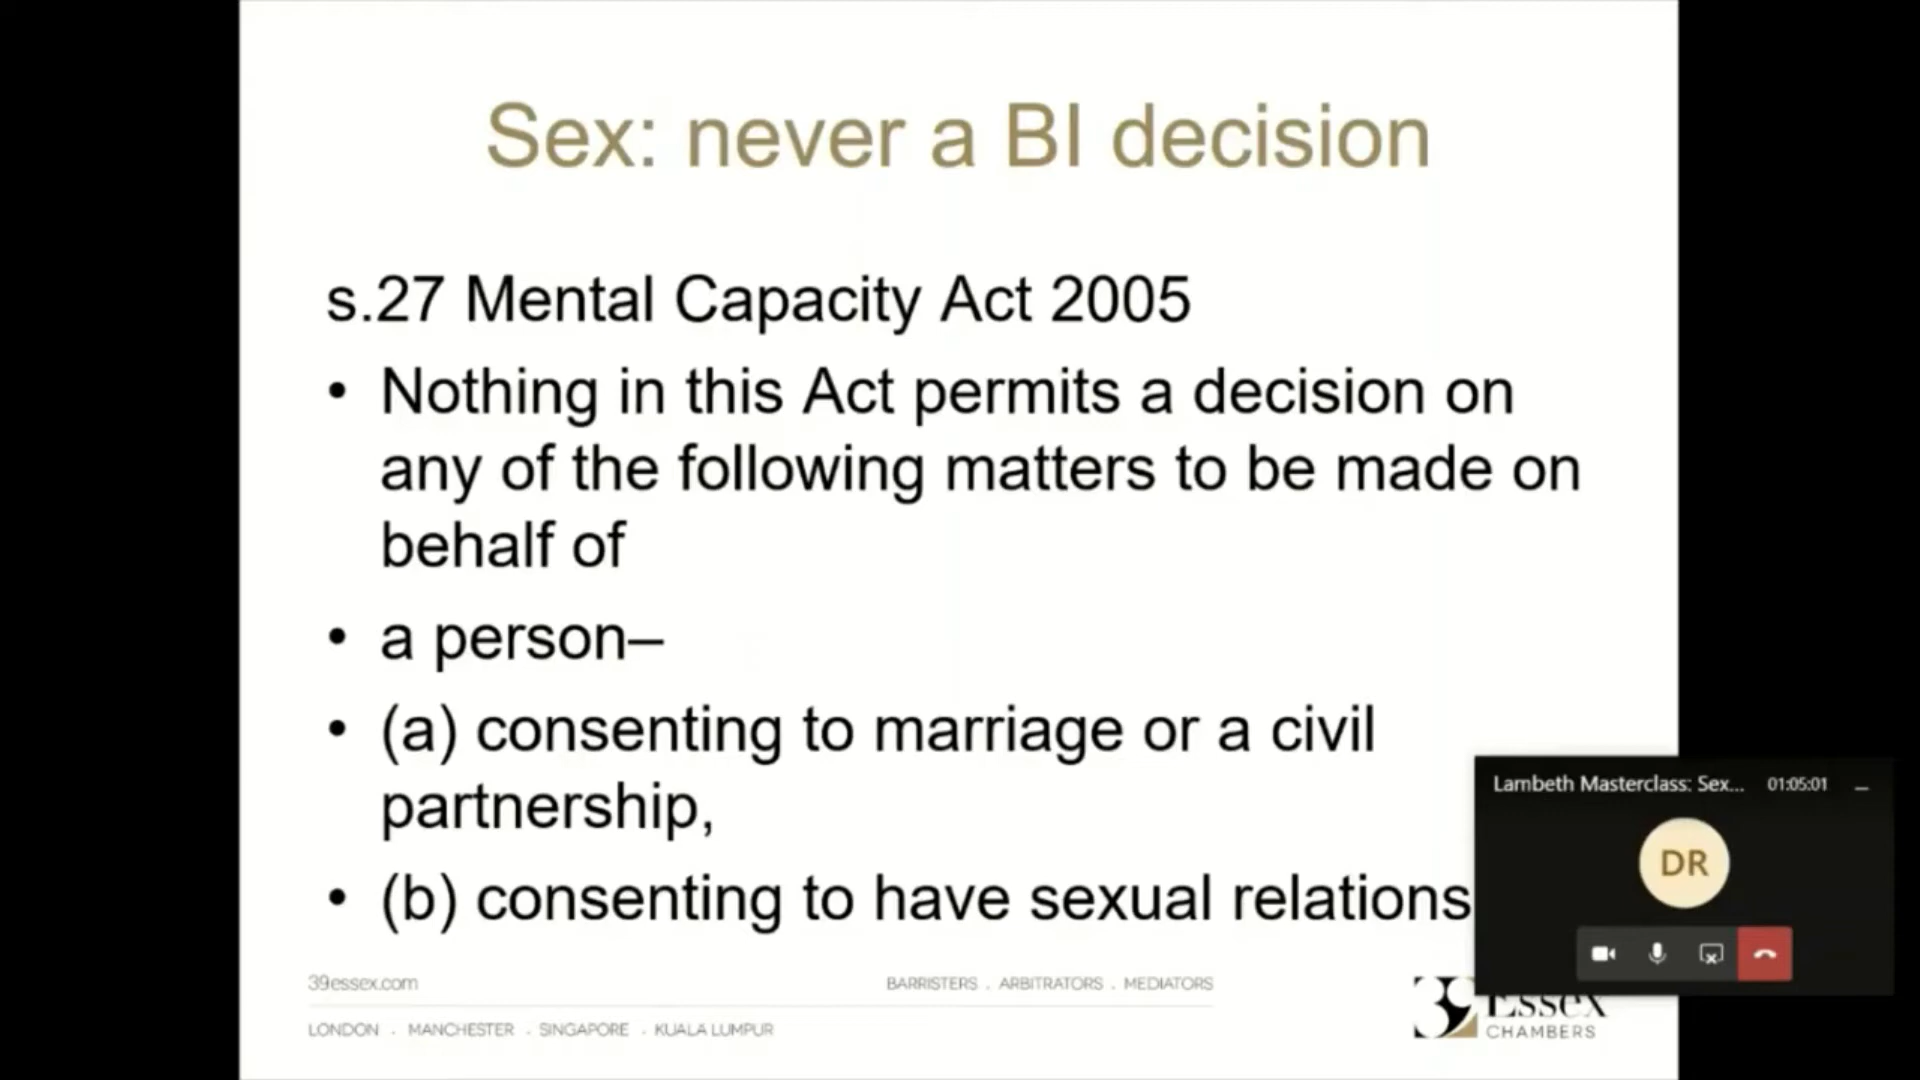 Sex: never a BI decision
s.27 Mental Capacity Act 2005
• Nothing in this Act permits a decision on
any of the following matters to be made on
behalf of
• a person–
• (a) consenting to marriage or a civil
partnership,
• (b) consenting to have sexual relations
Lambeth Masterclass: Sex... 01:05:01
DR
39essex.com
BARRISTERS . ARBITRATORS . MEDIATORS
LONDON . MANCHESTER . SINGAPORE . KUALA LUMPUR
39 Essex
CHAMBERS